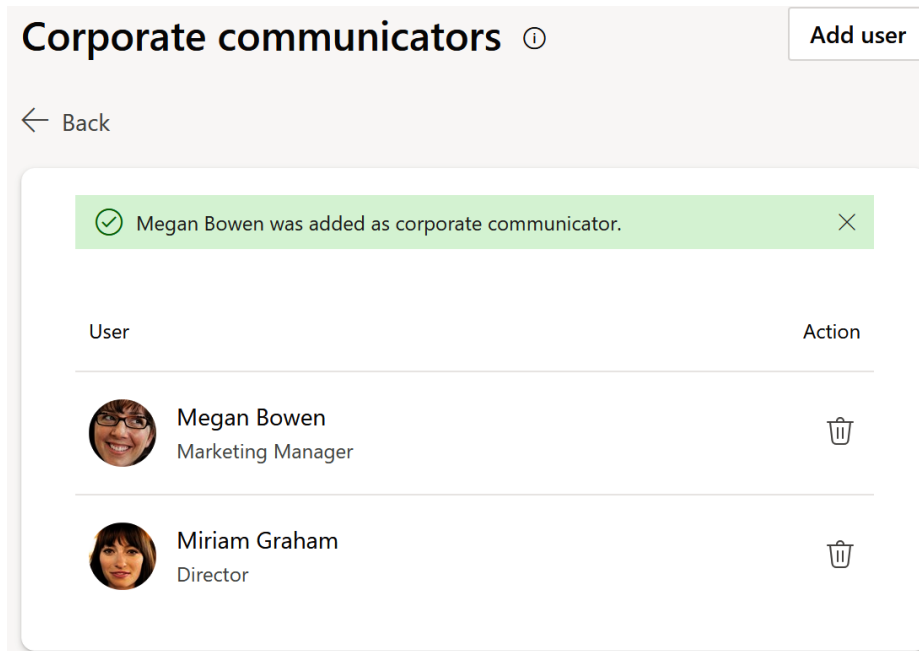 Corporate communicators
Add user
Back
Megan Bowen was added as corporate communicator.
User Action
Megan Bowen
Marketing Manager
Miriam Graham
Director